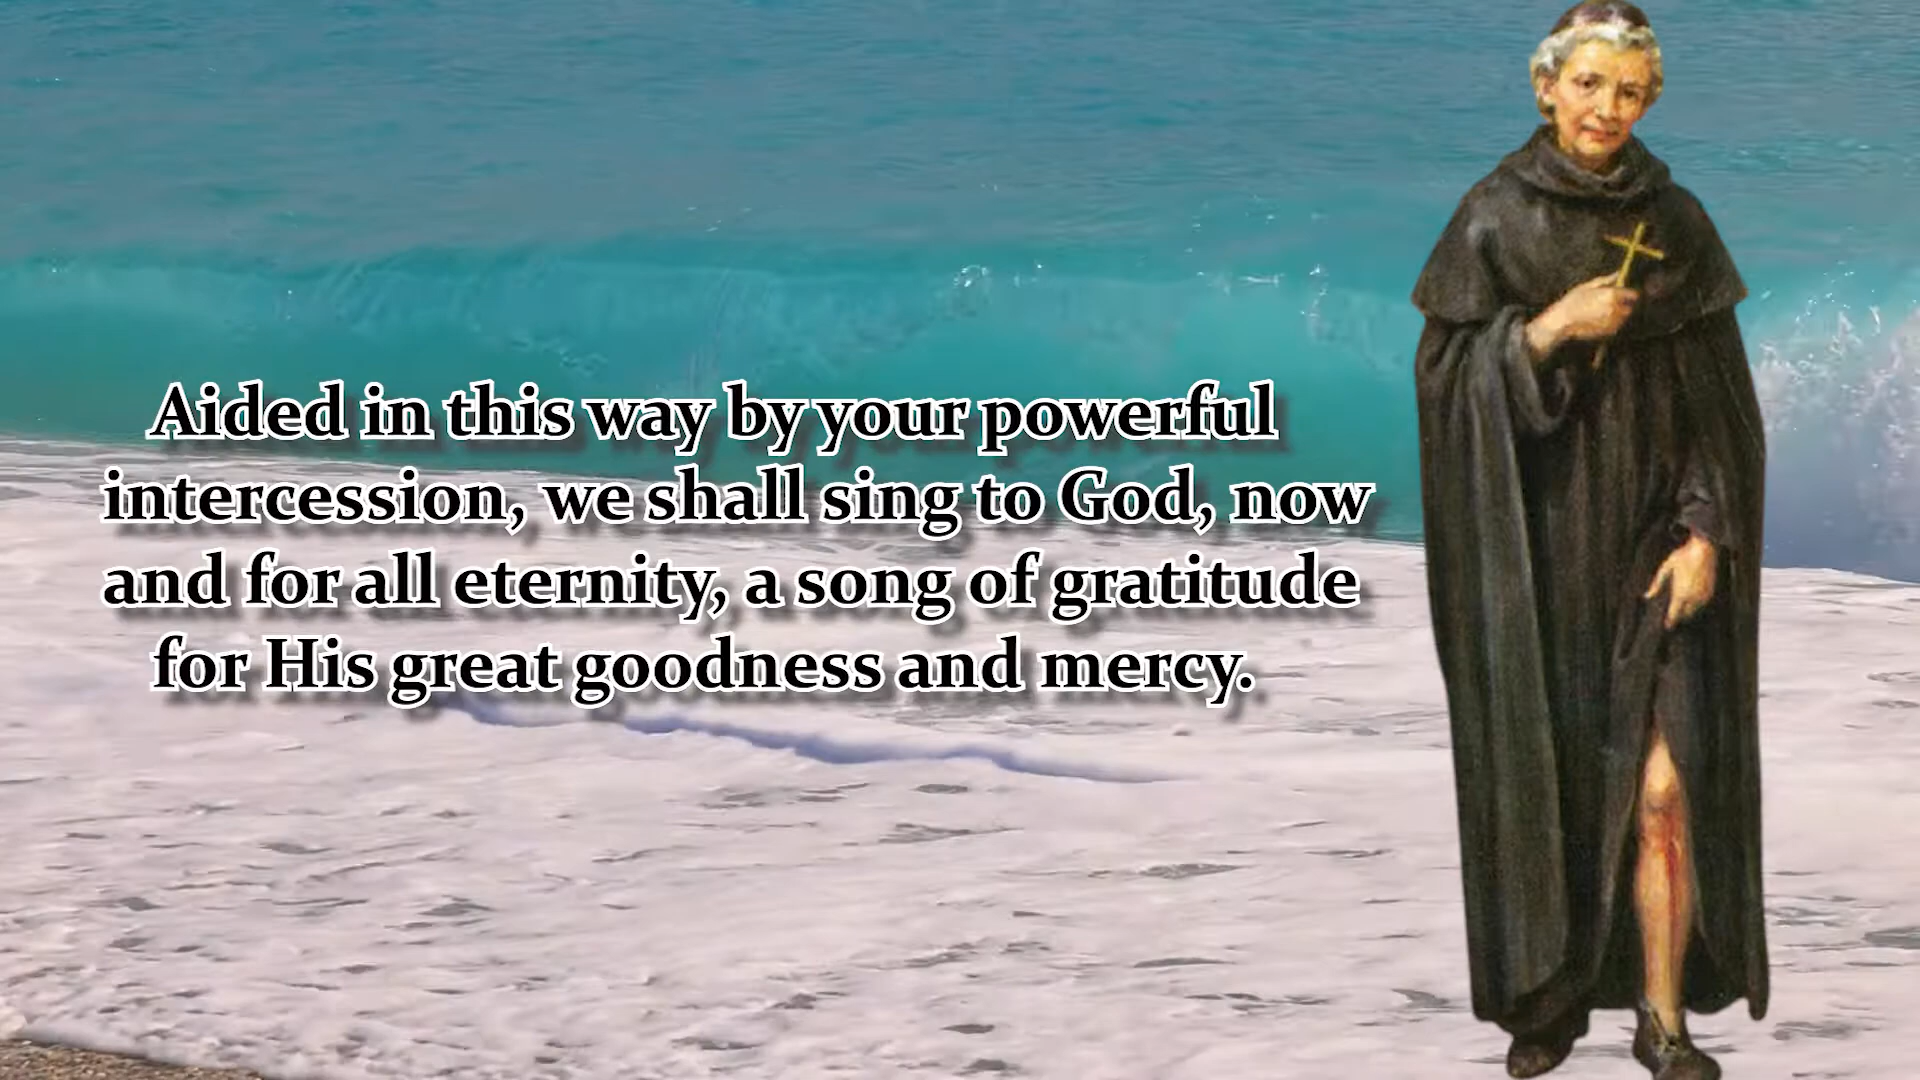 Aided in this way by your powerful
intercession, we shall sing to God, now
and for all eternity, a song of gratitude
for His great goodness and mercy.